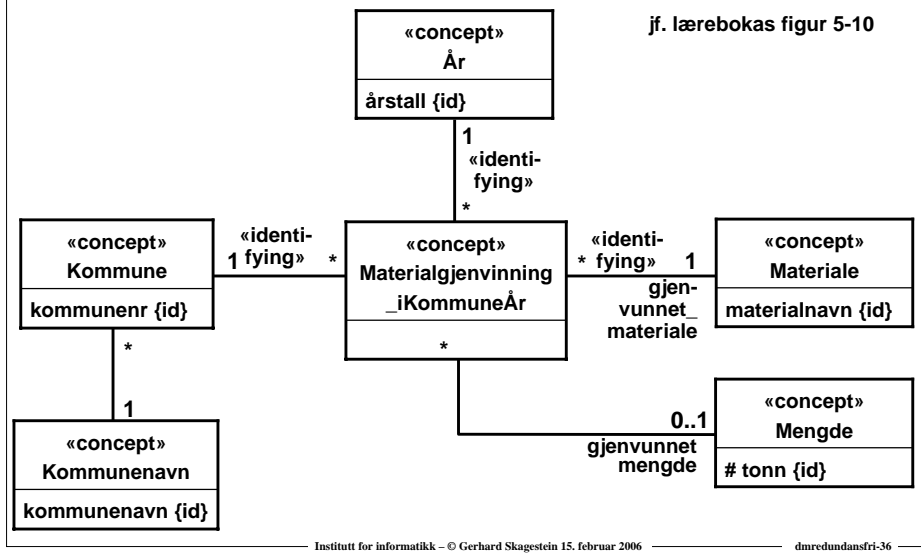 jf. lærebokas figur 5-10
«concept»
År
årstall {id}
1
«identi-
fying»
*
«concept»
Kommune
kommunenr {id}
1
«identi-
fying»
*
«concept»
Materialgjenvinning
_iKommuneÅr
*
«identi-
fying»
*
1
gjen-
vunnet_
materiale
«concept»
Materiale
materialnavn {id}
*
1
«concept»
Kommunenavn
kommunenavn {id}
0..1
gjenvunnet
mengde
«concept»
Mengde
# tonn {id}
Institutt for informatikk – © Gerhard Skagestein 15. februar 2006
dmredundansfri-36